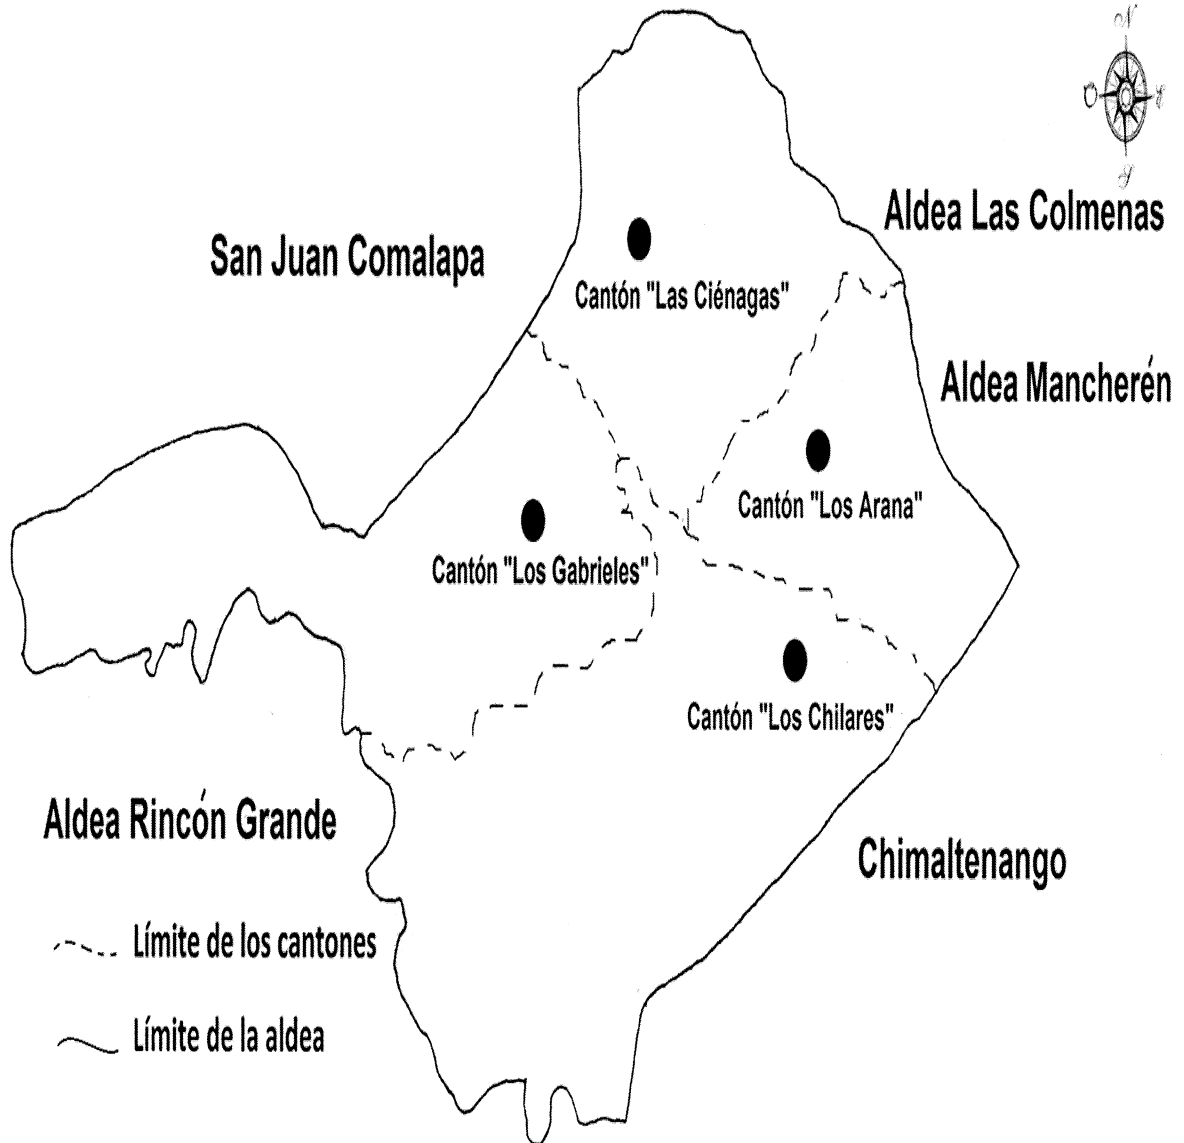 N
O
Aldea Las Colmenas
San Juan Comalapa
Cantón "Las Ciénagas"
Aldea Mancherén
Cantón "Los Arana"
Cantón "Los Gabrieles"
Cantón "Los Chilares"
Aldea Rincón Grande
Chimaltenango
Límite de los cantones
Límite de la aldea